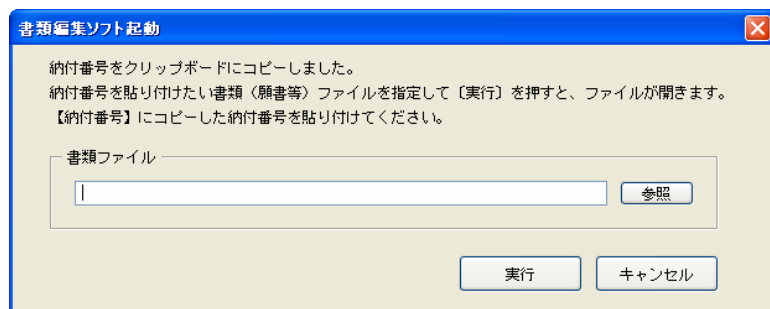 書類編集ソフト起動
納付番号をクリップボードにコピーしました。
納付番号を貼り付けたい書類（願書等）ファイルを指定して〔実行〕を押すと、ファイルが開きます。
【納付番号】にコピーした納付番号を貼り付けてください。
書類ファイル
参照
実行
キャンセル